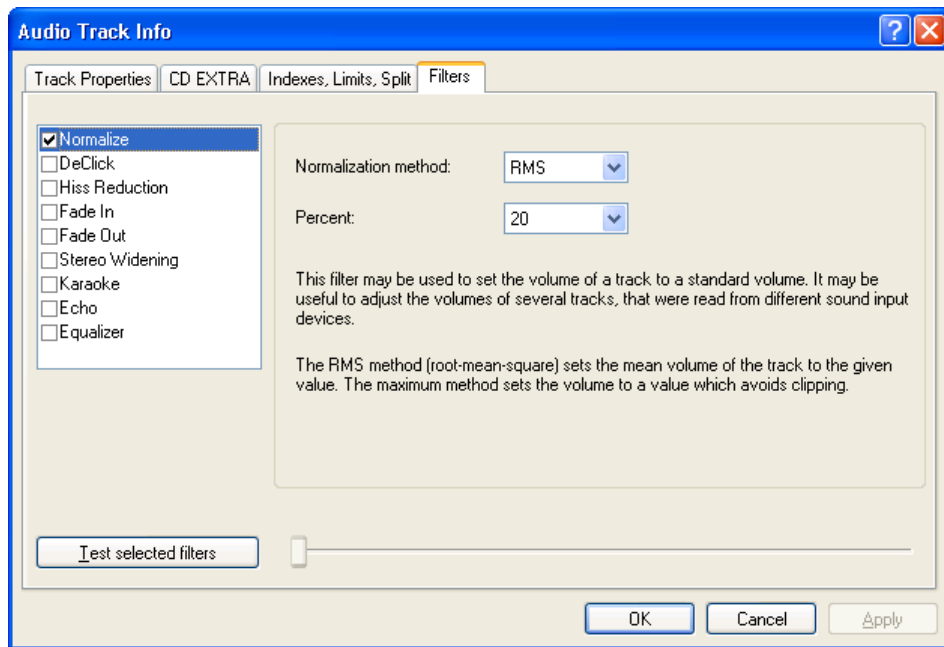 Audio Track Info
Track Properties CD EXTRA Indexes, Limits, Split Filters
Normalize
DeClick
Hiss Reduction
Fade In
Fade Out
Stereo Widening
Karaoke
Echo
Equalizer
Normalization method: RMS
Percent: 20
This filter may be used to set the volume of a track to a standard volume. It may be
useful to adjust the volumes of several tracks, that were read from different sound input
devices.
The RMS method (root-mean-square) sets the mean volume of the track to the given
value. The maximum method sets the volume to a value which avoids clipping.
Test selected filters
OK Cancel Apply